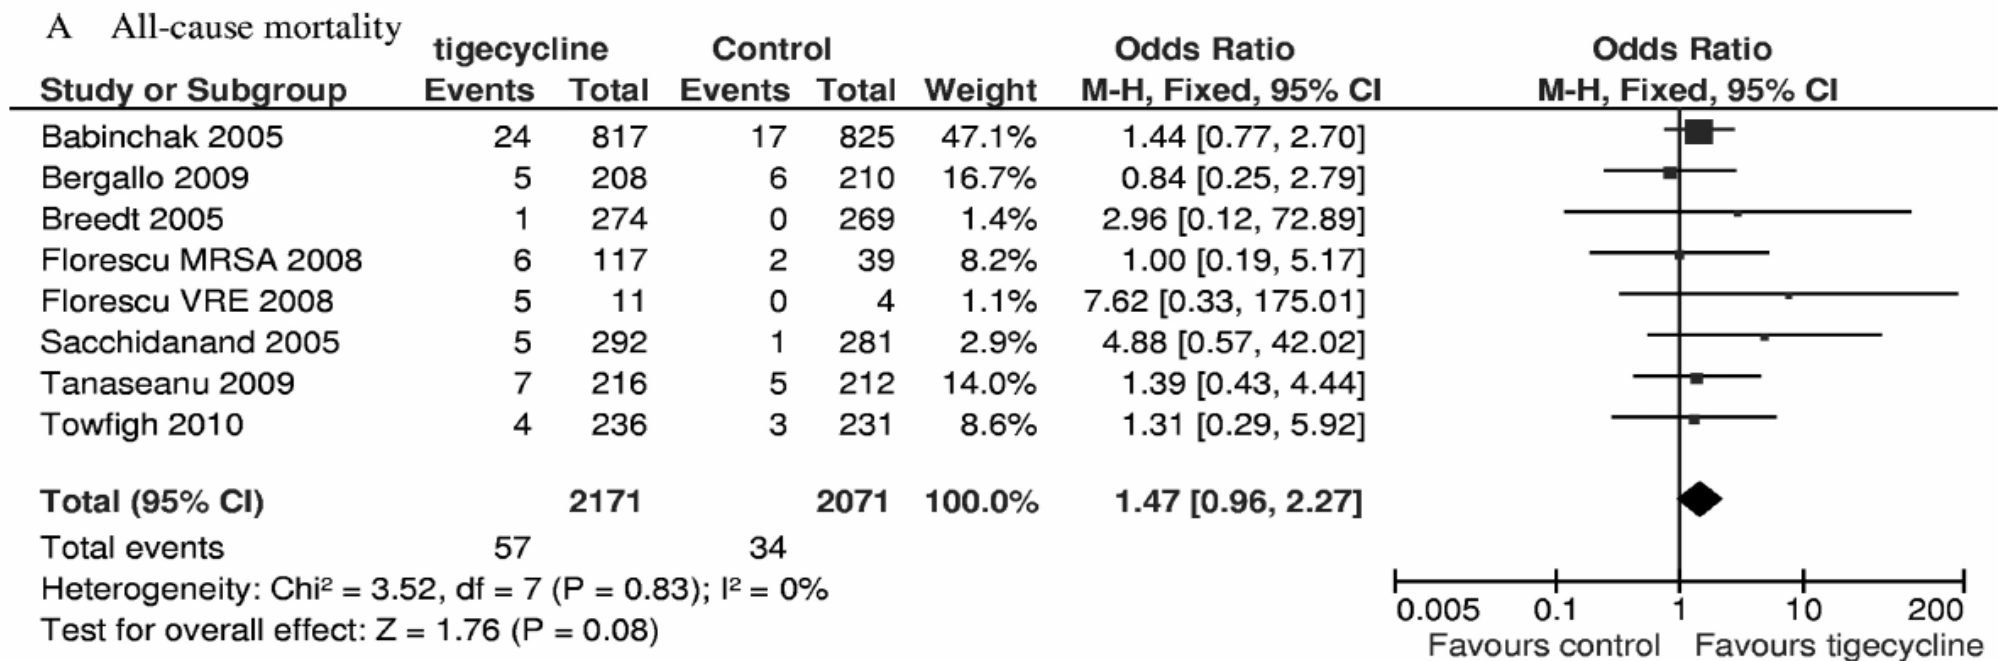 A All-cause mortality
tigecycline Control Odds Ratio Odds Ratio
Study or Subgroup Events Total Events Total Weight M-H, Fixed, 95% CI M-H, Fixed, 95% CI
Babinchak 2005 24 817 17 825 47.1% 1.44 [0.77, 2.70]
Bergallo 2009 5 208 6 210 16.7% 0.84 [0.25, 2.79]
Breedt 2005 1 274 0 269 1.4% 2.96 [0.12, 72.89]
Florescu MRSA 2008 6 117 2 39 8.2% 1.00 [0.19, 5.17]
Florescu VRE 2008 5 11 0 4 1.1% 7.62 [0.33, 175.01]
Sacchidanand 2005 5 292 1 281 2.9% 4.88 [0.57, 42.02]
Tanaseanu 2009 7 216 5 212 14.0% 1.39 [0.43, 4.44]
Towfigh 2010 4 236 3 231 8.6% 1.31 [0.29, 5.92]
Total (95% CI) 2171 2071 100.0% 1.47 [0.96, 2.27]
Total events 57 34
Heterogeneity: Chi² = 3.52, df = 7 (P = 0.83); I² = 0%
Test for overall effect: Z = 1.76 (P = 0.08)
0.005 0.1 1 10 200
Favours control Favours tigecycline